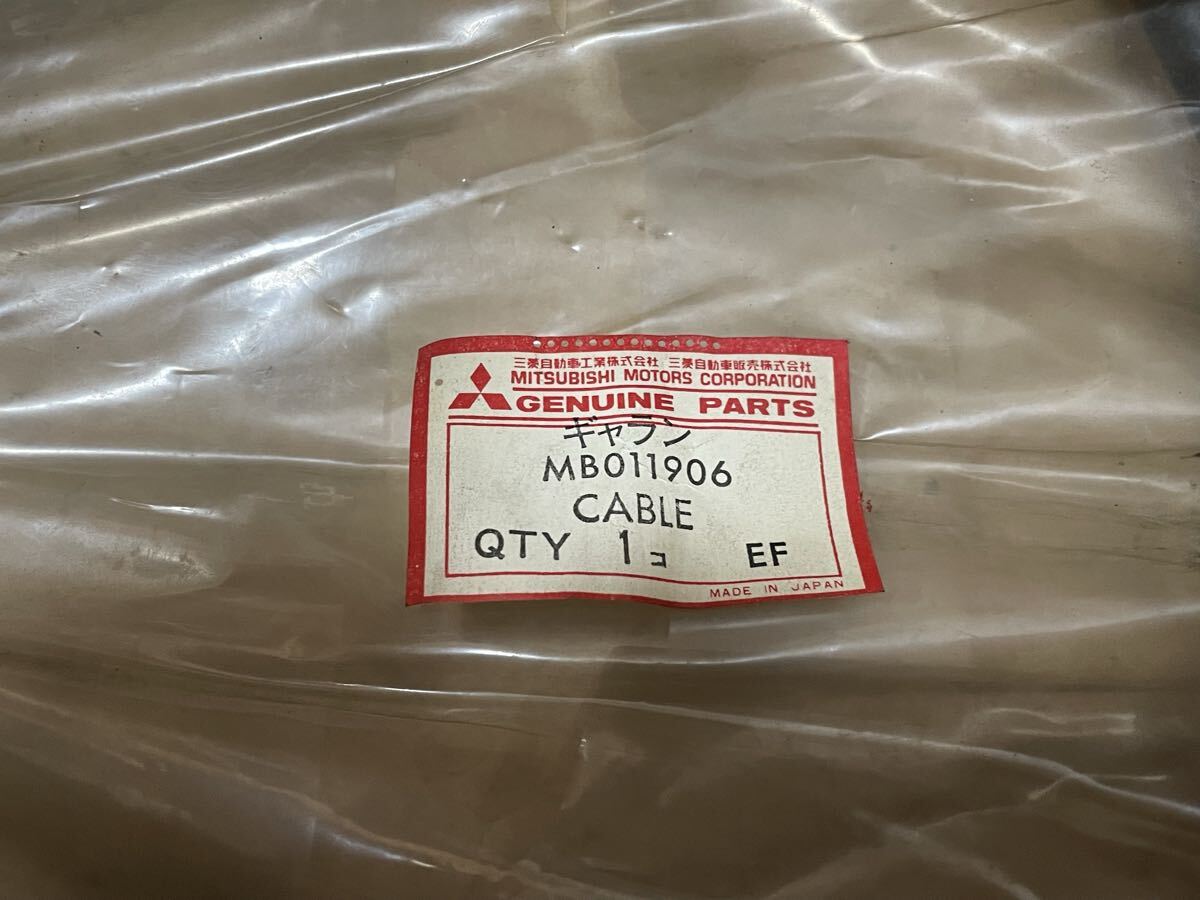 三菱自動車工業株式会社 三菱自動車販売株式会社
MITSUBISHI MOTORS CORPORATION
GENUINE PARTS
ギャラン
MB011906
CABLE
QTY 1コ EF
MADE IN JAPAN